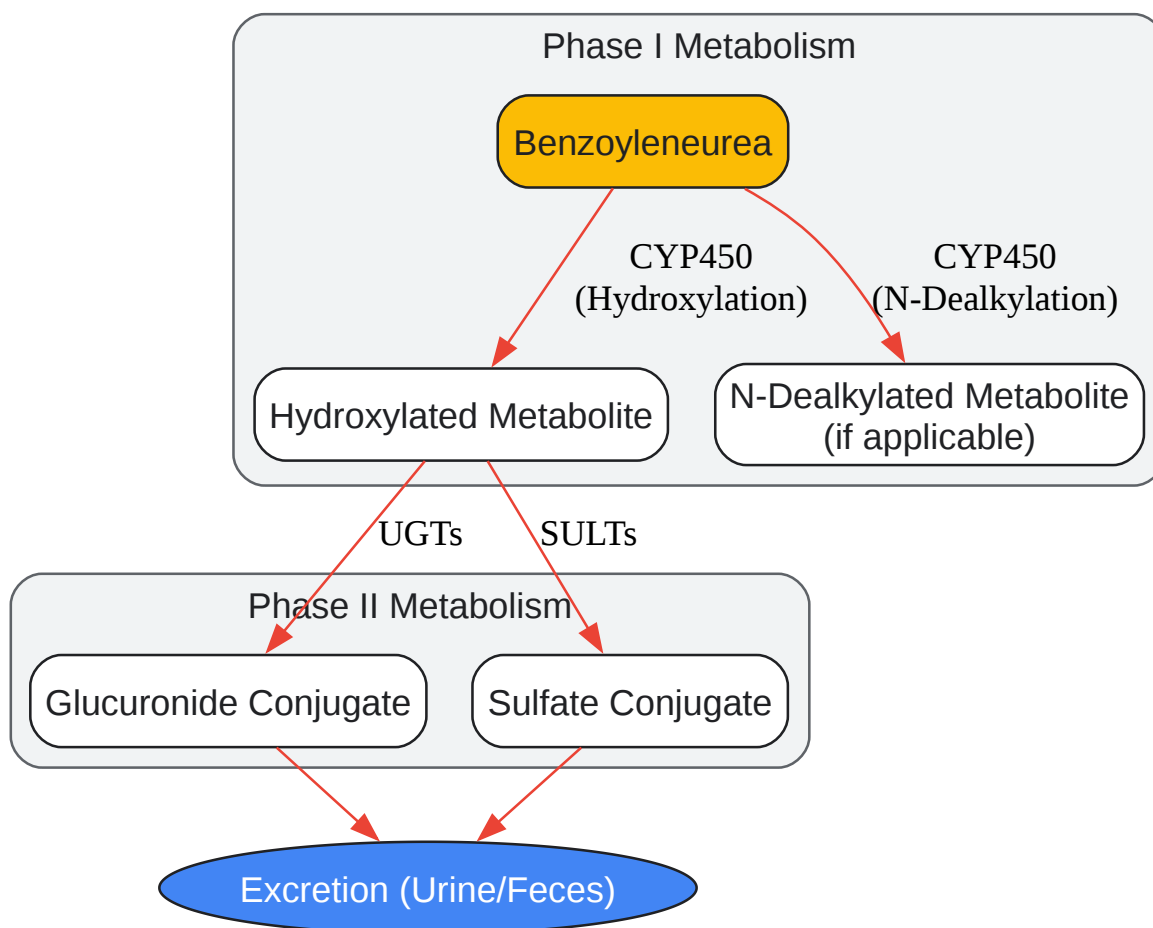 Phase I Metabolism
Benzoyleneurea
CYP450
(Hydroxylation)
CYP450
(N-Dealkylation)
Hydroxylated Metabolite
N-Dealkylated Metabolite
(if applicable)
UGTs
SULTs
Phase II Metabolism
Glucuronide Conjugate
Sulfate Conjugate
Excretion (Urine/Feces)